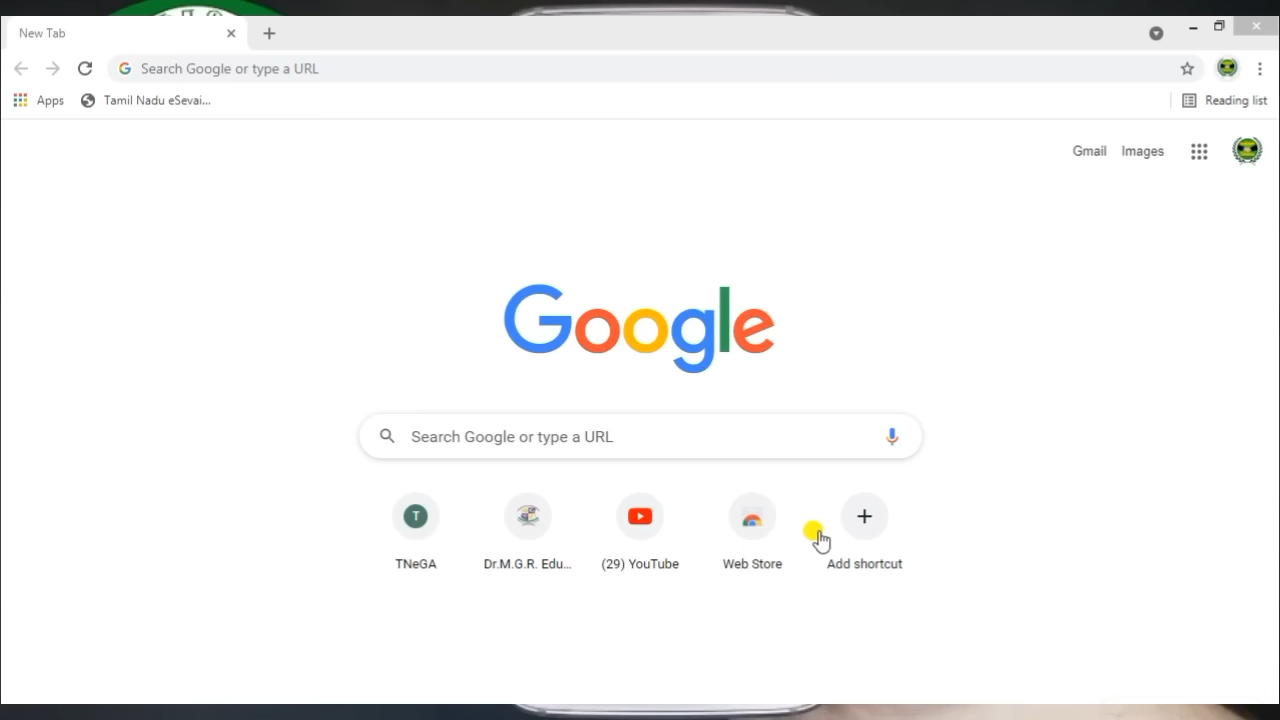 New Tab
Search Google or type a URL
Apps
Tamil Nadu eSevai...
Reading list
Gmail
Images
Google
Search Google or type a URL
T
TNeGA
Dr.M.G.R. Edu...
(29) YouTube
Web Store
Add shortcut